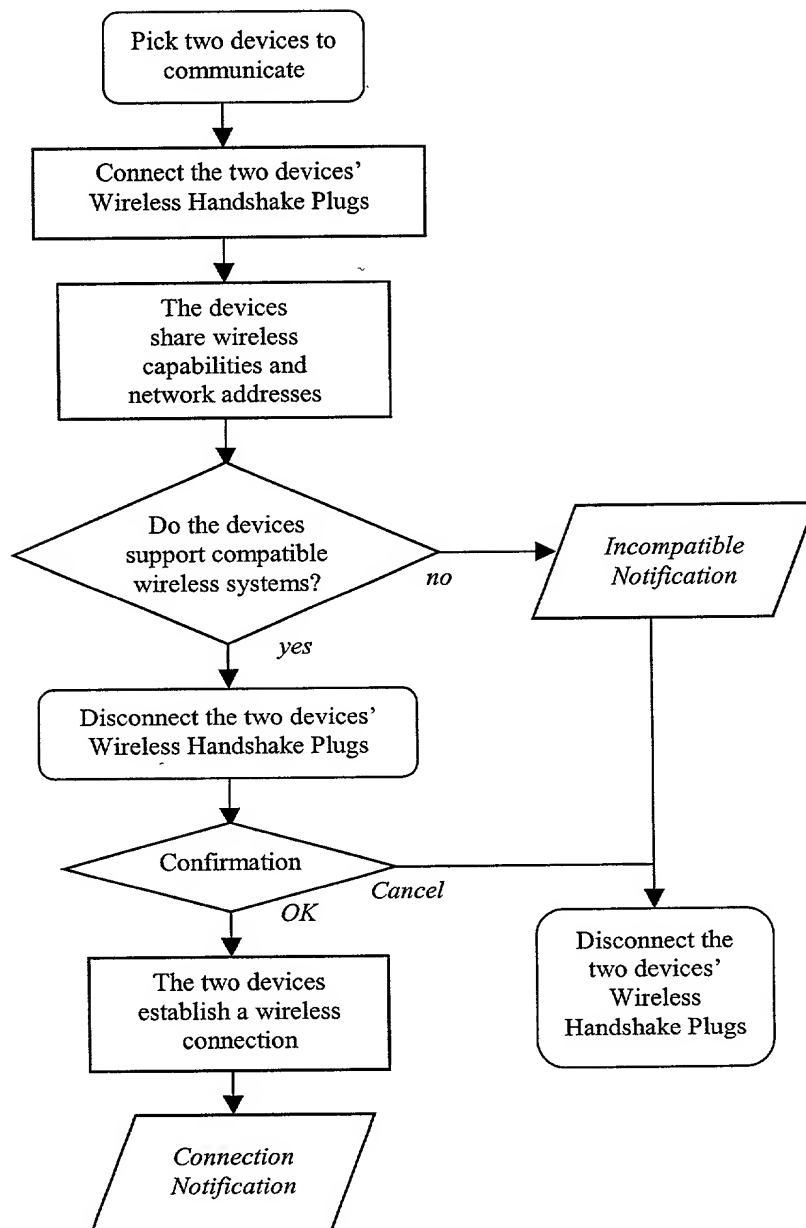 Pick two devices to
communicate
Connect the two devices’
Wireless Handshake Plugs
The devices
share wireless
capabilities and
network addresses
Do the devices
support compatible
wireless systems?
no
Incompatible
Notification
yes
Disconnect the two devices’
Wireless Handshake Plugs
Confirmation
Cancel
OK
The two devices
establish a wireless
connection
Disconnect the
two devices’
Wireless
Handshake Plugs
Connection
Notification